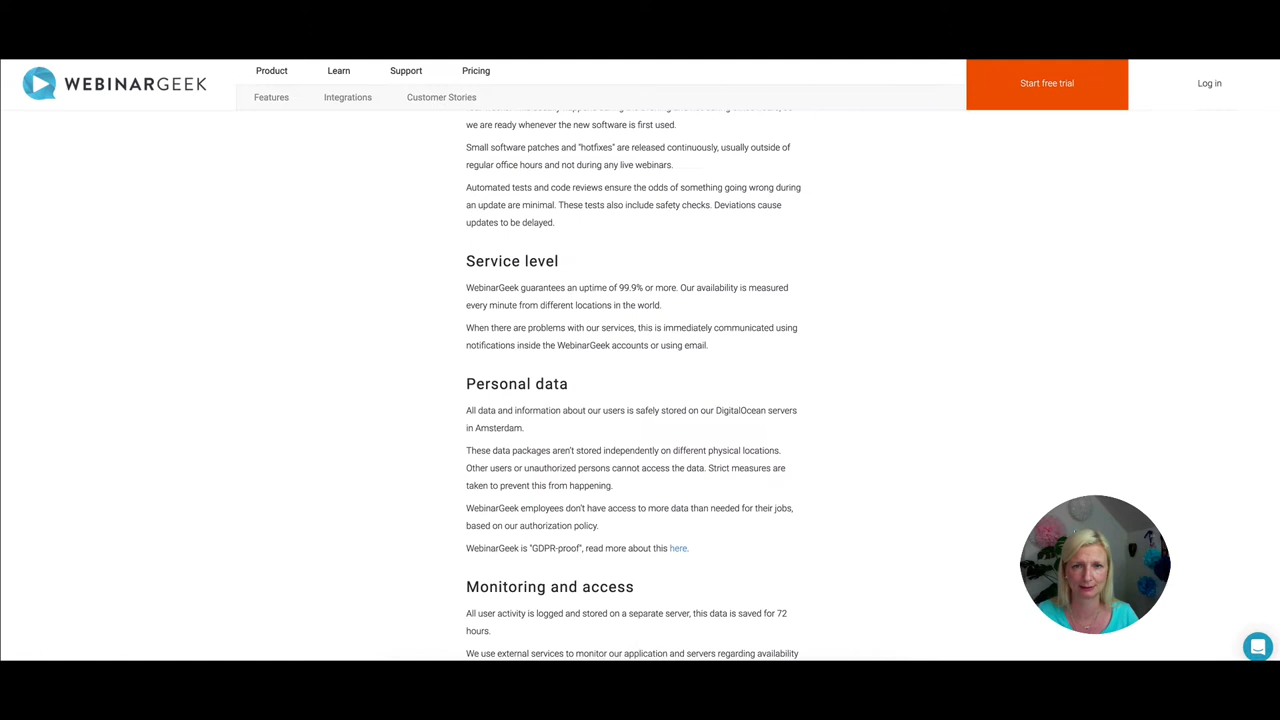 WEBINARGEEK
Product Learn Support Pricing
Start free trial
Log in
Features Integrations Customer Stories
we are ready whenever the new software is first used.
Small software patches and "hotfixes" are released continuously, usually outside of
regular office hours and not during any live webinars.
Automated tests and code reviews ensure the odds of something going wrong during
an update are minimal. These tests also include safety checks. Deviations cause
updates to be delayed.
Service level
WebinarGeek guarantees an uptime of 99.9% or more. Our availability is measured
every minute from different locations in the world.
When there are problems with our services, this is immediately communicated using
notifications inside the WebinarGeek accounts or using email.
Personal data
All data and information about our users is safely stored on our DigitalOcean servers
in Amsterdam.
These data packages aren't stored independently on different physical locations.
Other users or unauthorized persons cannot access the data. Strict measures are
taken to prevent this from happening.
WebinarGeek employees don't have access to more data than needed for their jobs,
based on our authorization policy.
WebinarGeek is "GDPR-proof", read more about this here.
Monitoring and access
All user activity is logged and stored on a separate server, this data is saved for 72
hours.
We use external services to monitor our application and servers regarding availability